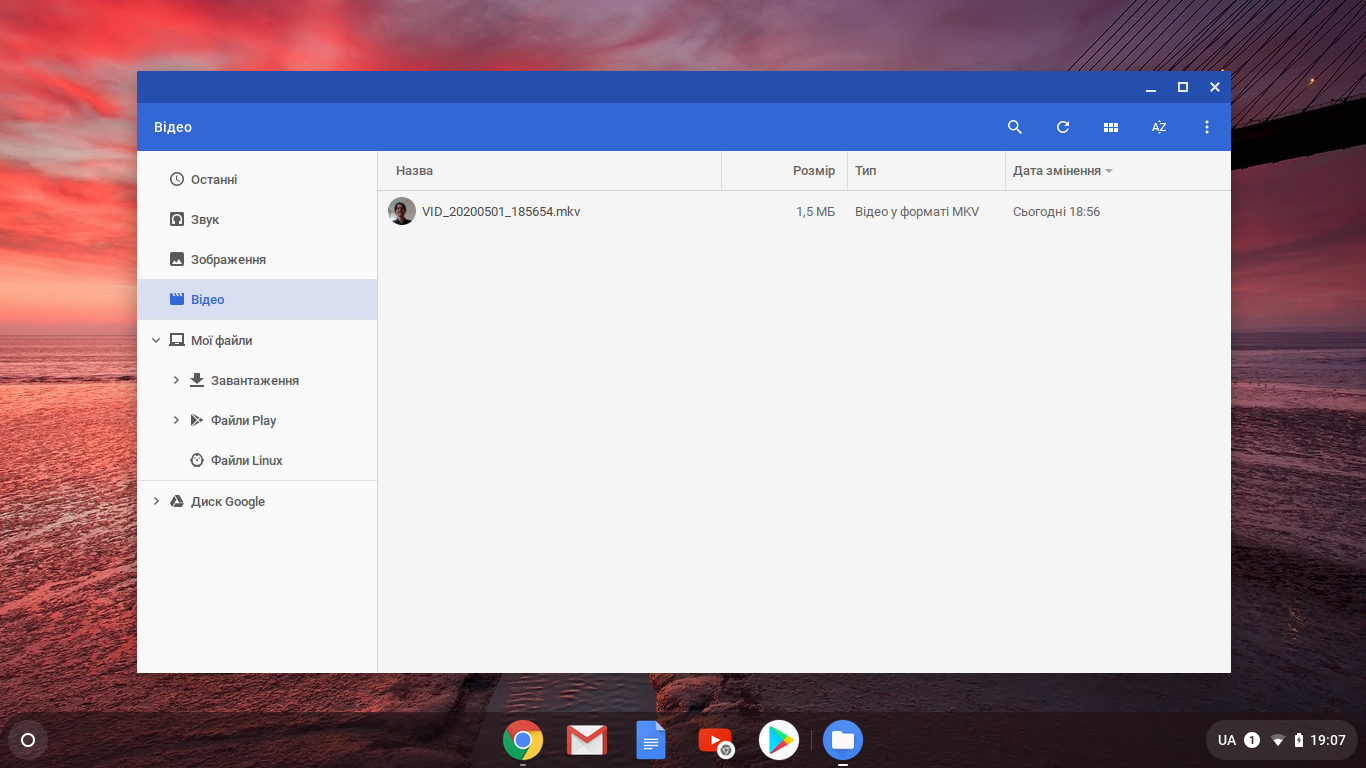 Відео
AZ
Останні
Звук
Зображення
Відео
Мої файли
Завантаження
Файли Play
Файли Linux
Диск Google
Назва Розмір Тип Дата змінення
VID_20200501_185654.mkv 1,5 МБ Відео у форматі MKV Сьогодні 18:56
UA 1 19:07